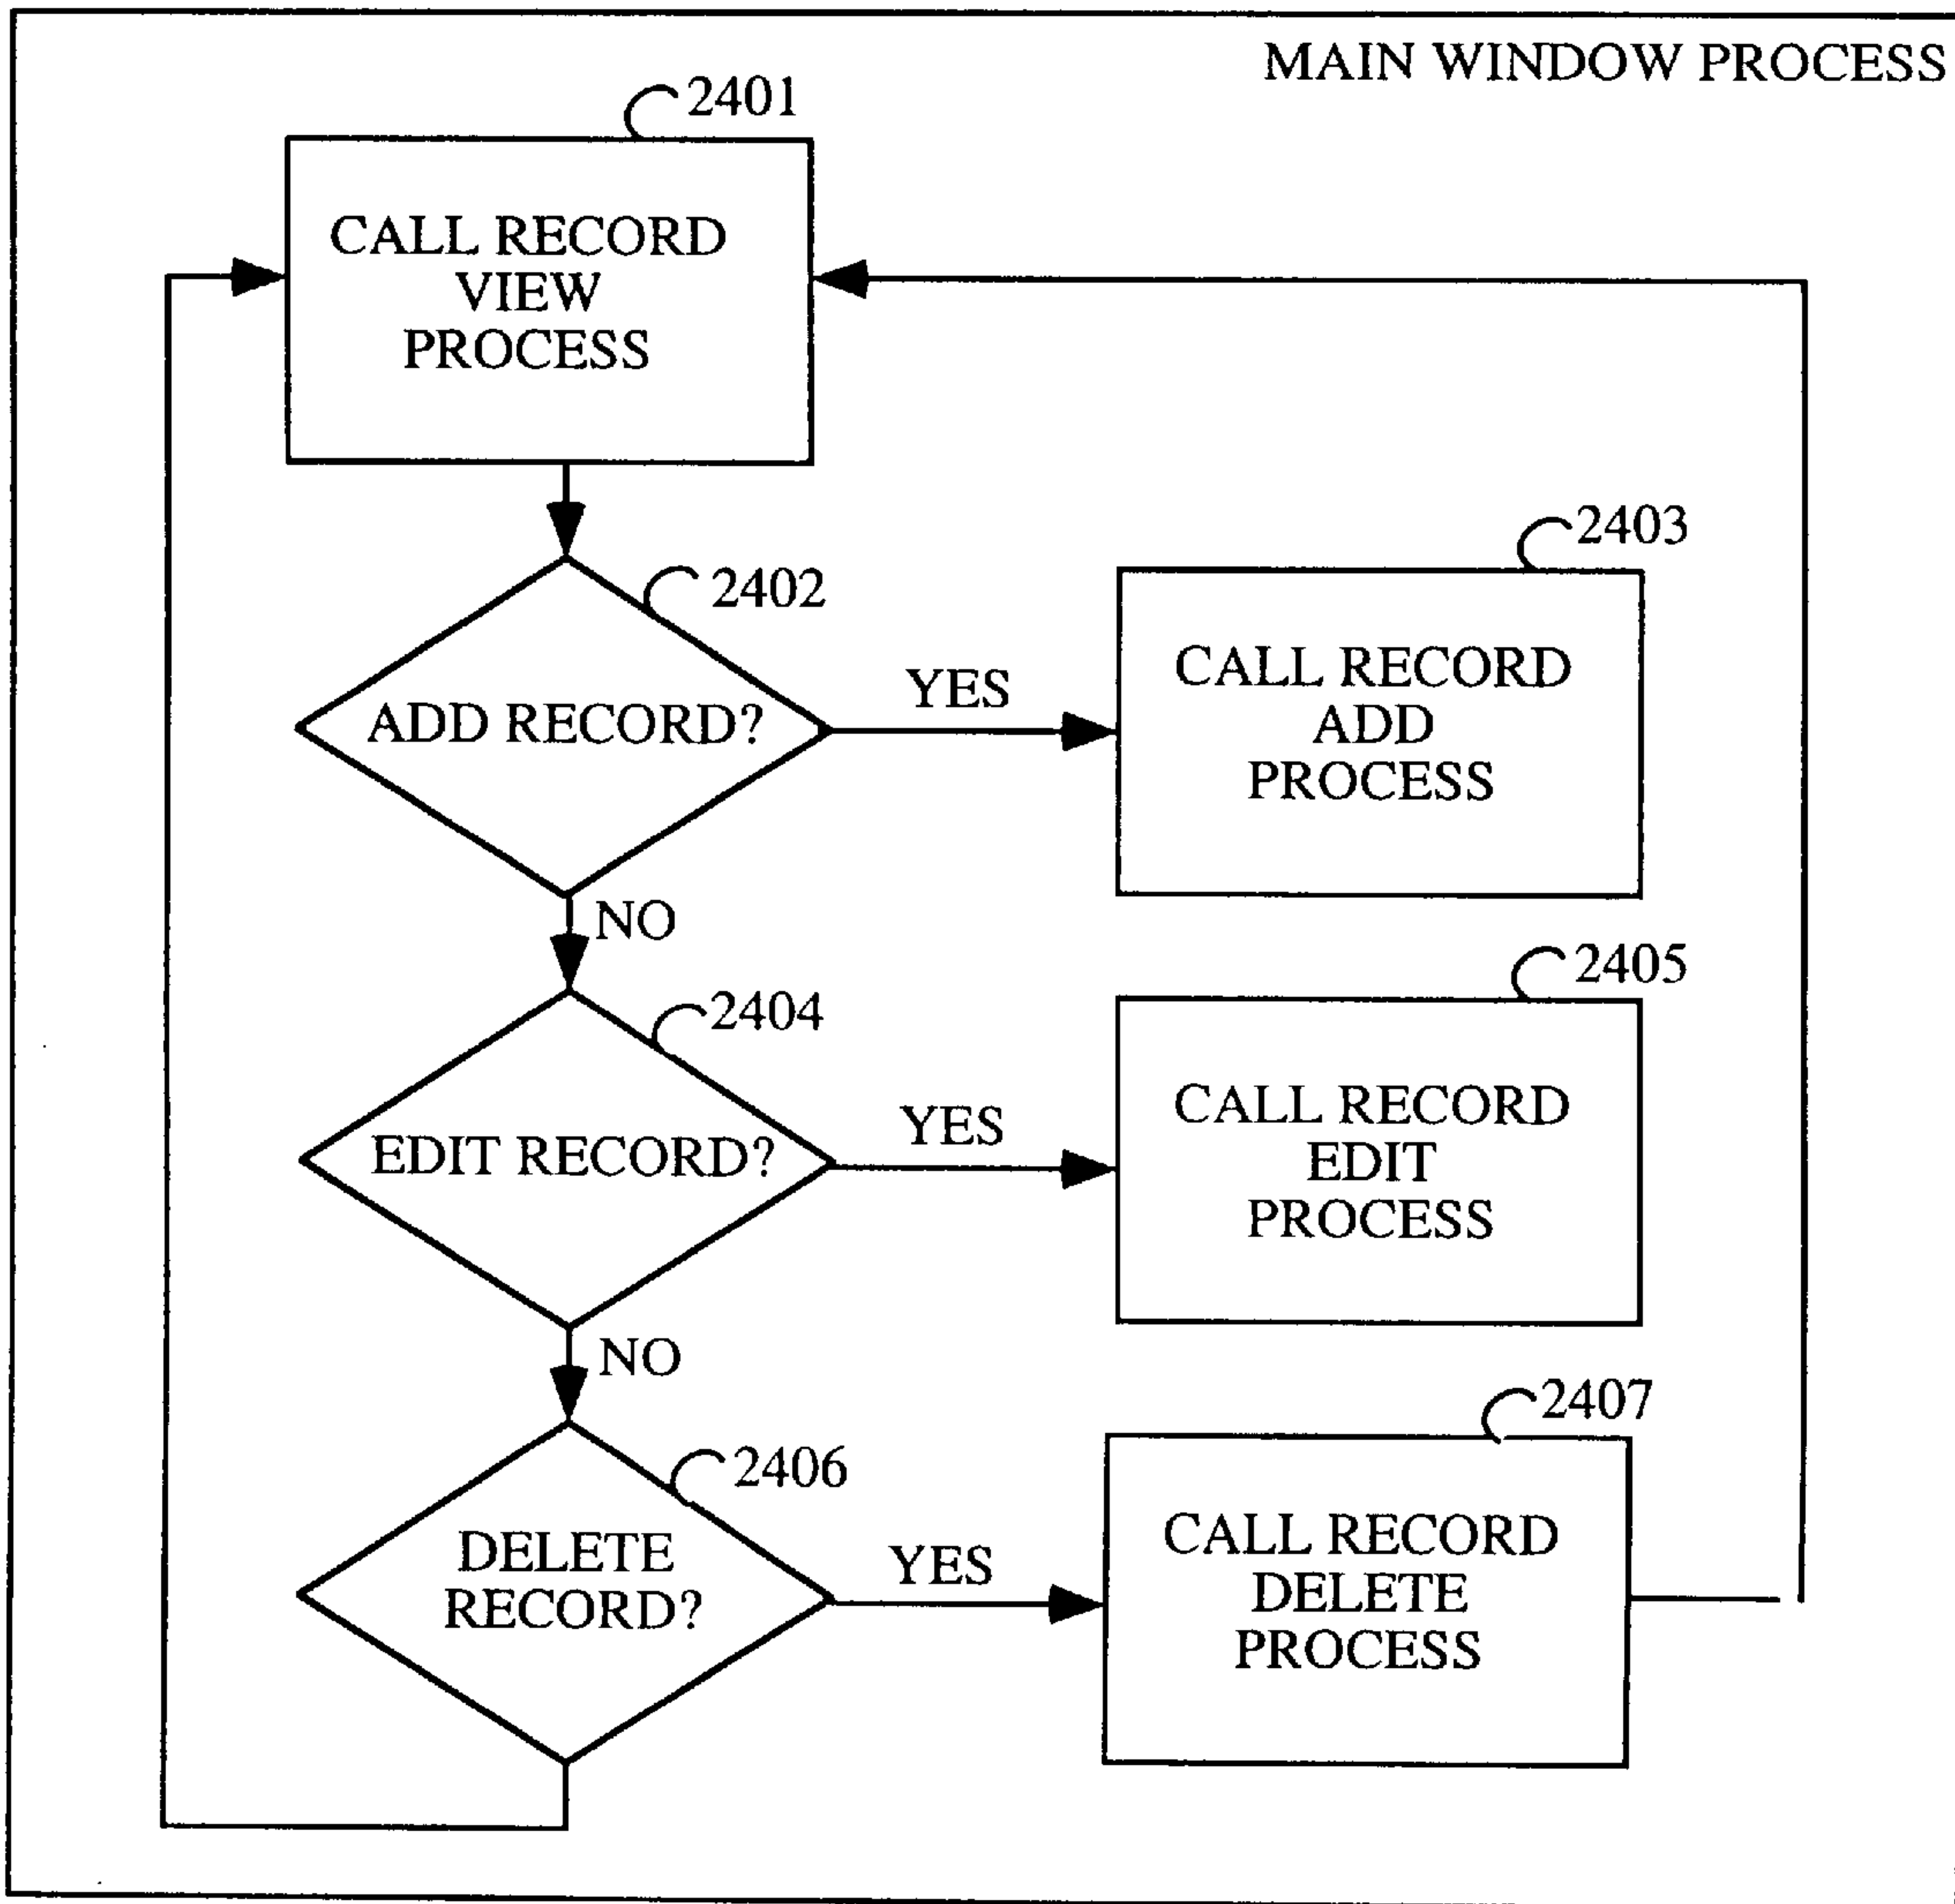 MAIN WINDOW PROCESS
2401
CALL RECORD
VIEW
PROCESS
2402
ADD RECORD?
YES
2403
CALL RECORD
ADD
PROCESS
NO
2404
EDIT RECORD?
YES
2405
CALL RECORD
EDIT
PROCESS
NO
2406
DELETE
RECORD?
YES
2407
CALL RECORD
DELETE
PROCESS